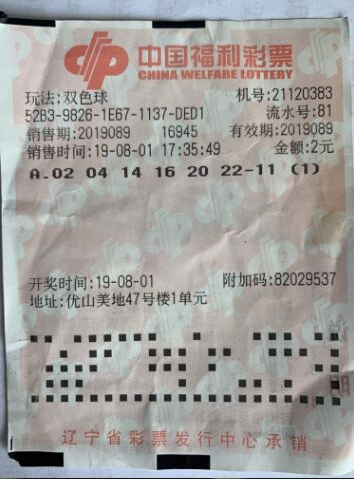 中国福利彩票
CHINA WELFARE LOTTERY
玩法:双色球 机号:21120383
52B3-9826-1E67-1137-DED1 流水号:81
销售期:2019089 16945 有效期:2019089
销售时间:19-08-01 17:35:49 金额:2元
A.02 04 14 16 20 22-11 (1)
开奖时间:19-08-01 附加码:82029537
地址:优山美地47号楼1单元
辽宁省彩票发行中心承销